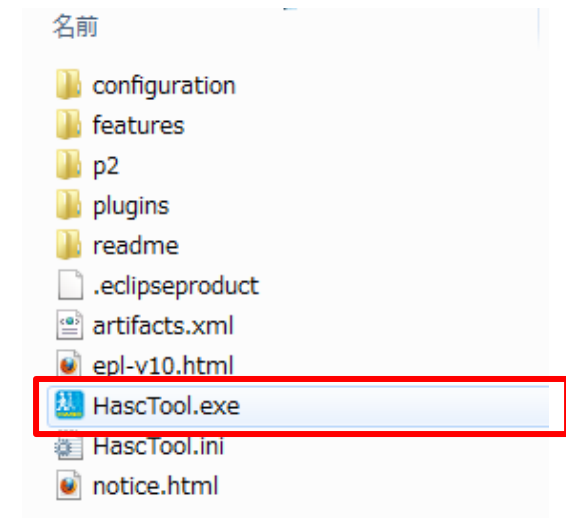 名前
configuration
features
p2
plugins
readme
.eclipseproduct
artifacts.xml
epl-v10.html
HascTool.exe
HascTool.ini
notice.html